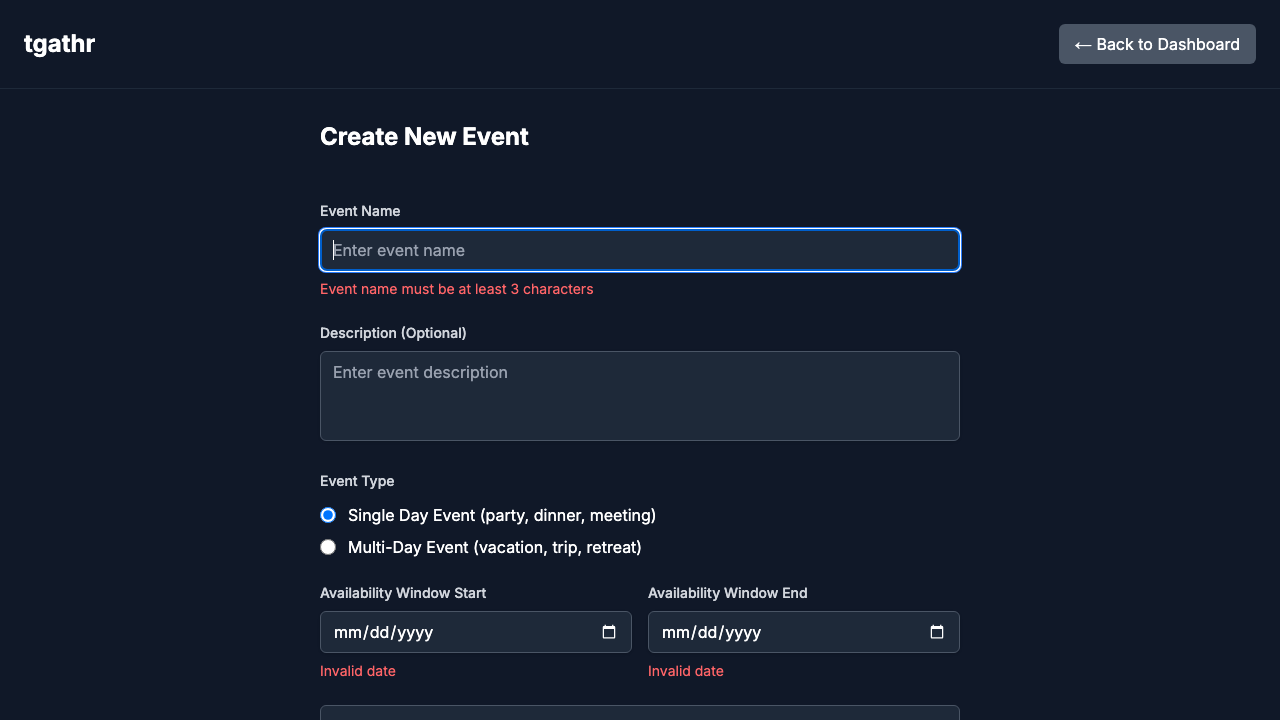 tgathr
← Back to Dashboard
Create New Event
Event Name
Enter event name
Event name must be at least 3 characters
Description (Optional)
Enter event description
Event Type
Single Day Event (party, dinner, meeting)
Multi-Day Event (vacation, trip, retreat)
Availability Window Start
Availability Window End
mm/dd/yyyy
mm/dd/yyyy
Invalid date
Invalid date